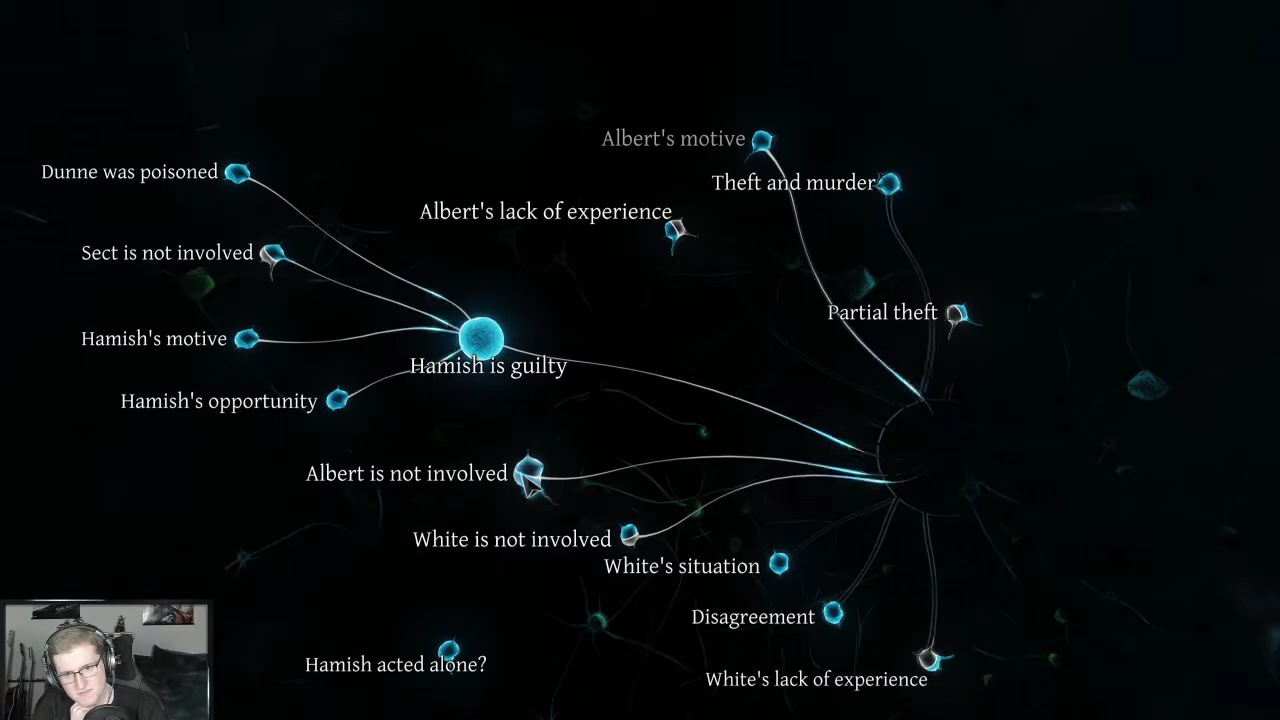 Albert's motive
Dunne was poisoned
Theft and murder
Albert's lack of experience
Sect is not involved
Partial theft
Hamish's motive
Hamish is guilty
Hamish's opportunity
Albert is not involved
White is not involved
White's situation
Disagreement
Hamish acted alone?
White's lack of experience